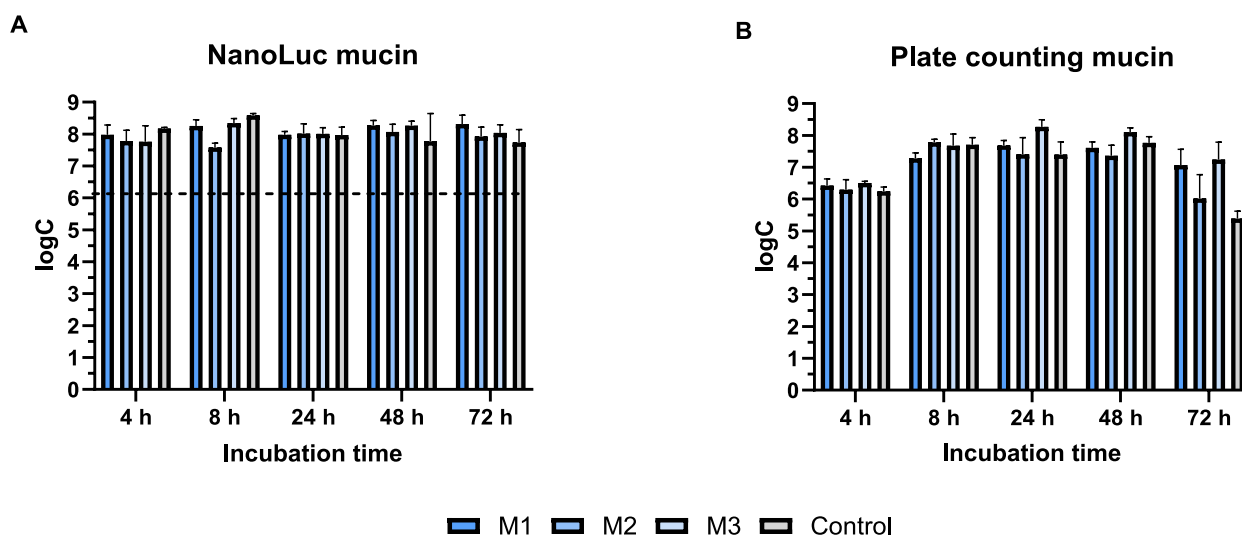 A
NanoLuc mucin
9
8
7
6
5
4
3
2
1
0
logC
4 h 8 h 24 h 48 h 72 h
Incubation time
B
Plate counting mucin
9
8
7
6
5
4
3
2
1
0
logC
4 h 8 h 24 h 48 h 72 h
Incubation time
M1 M2 M3 Control